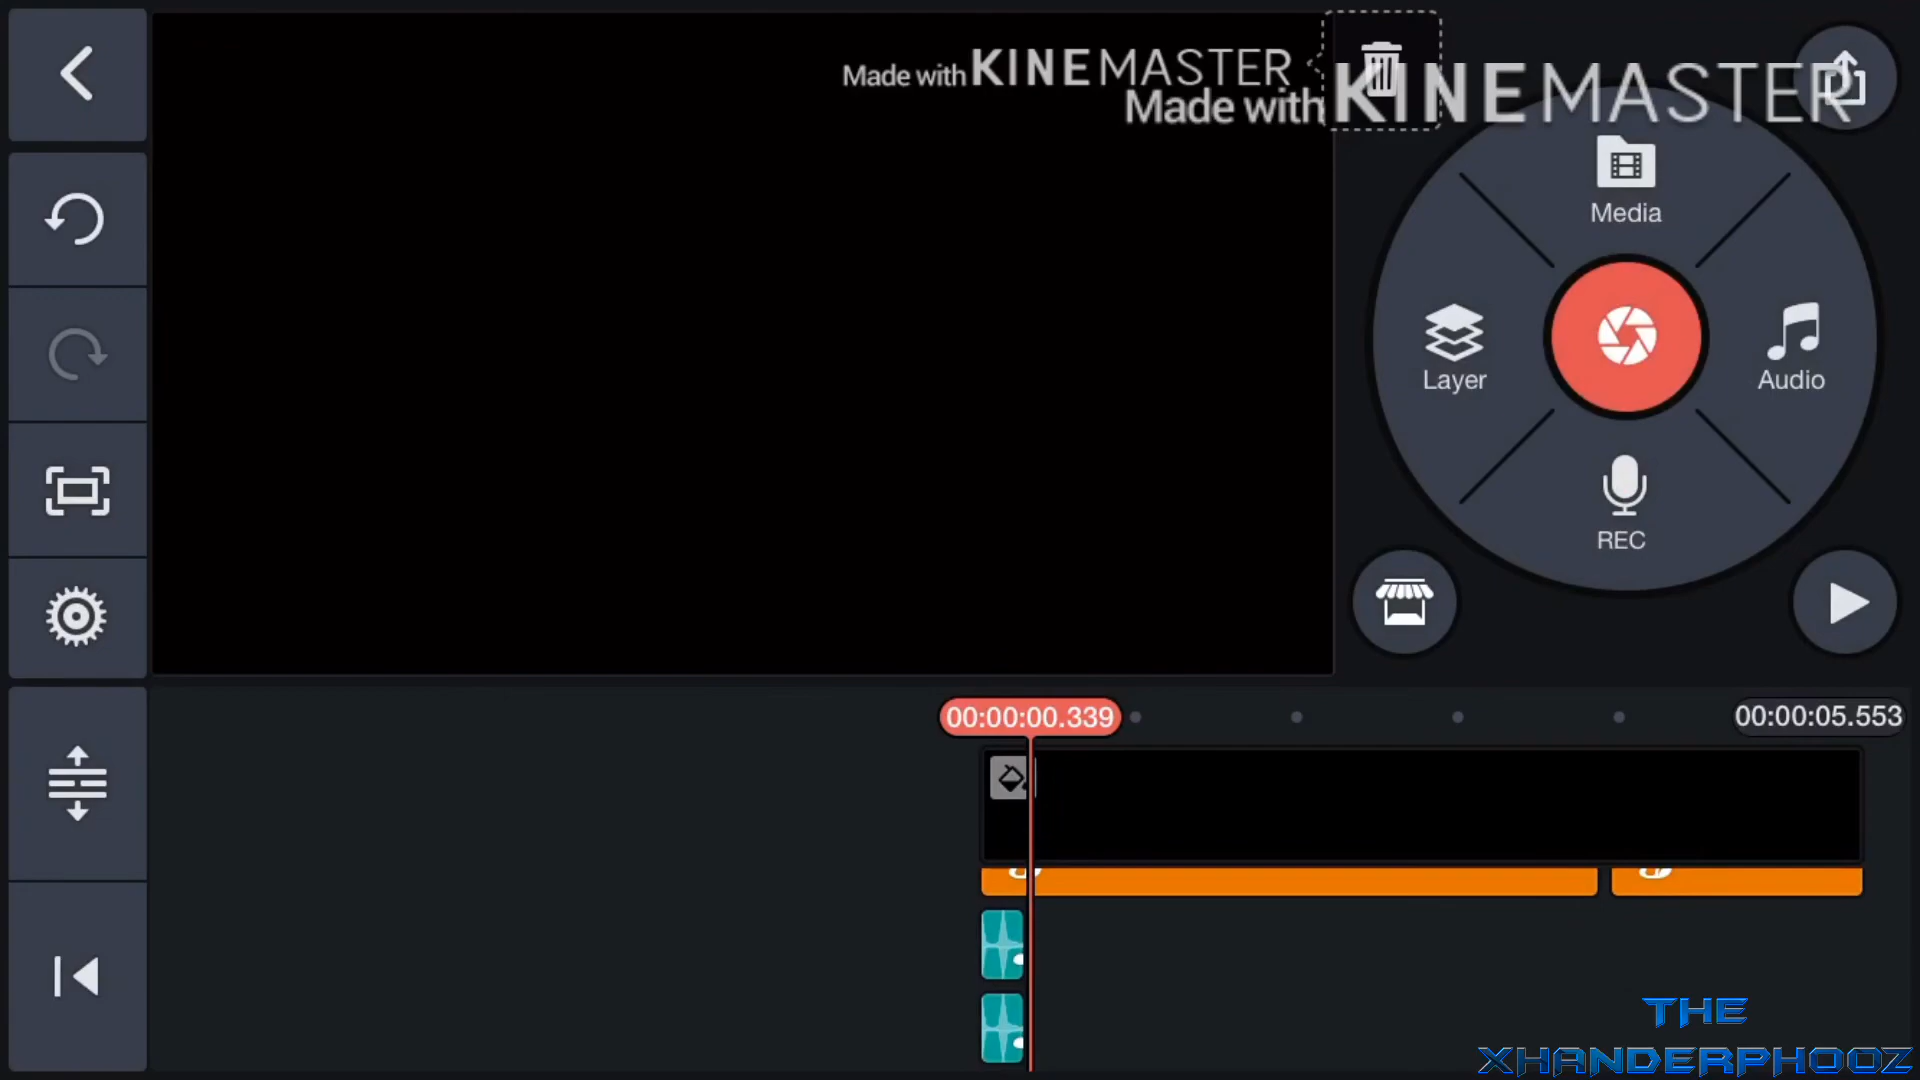 Made with KINEMASTER
Made with KINEMASTER
Media
Layer
Audio
REC
00:00:00.339
00:00:05.553
THE
XHANDERPHOOZ